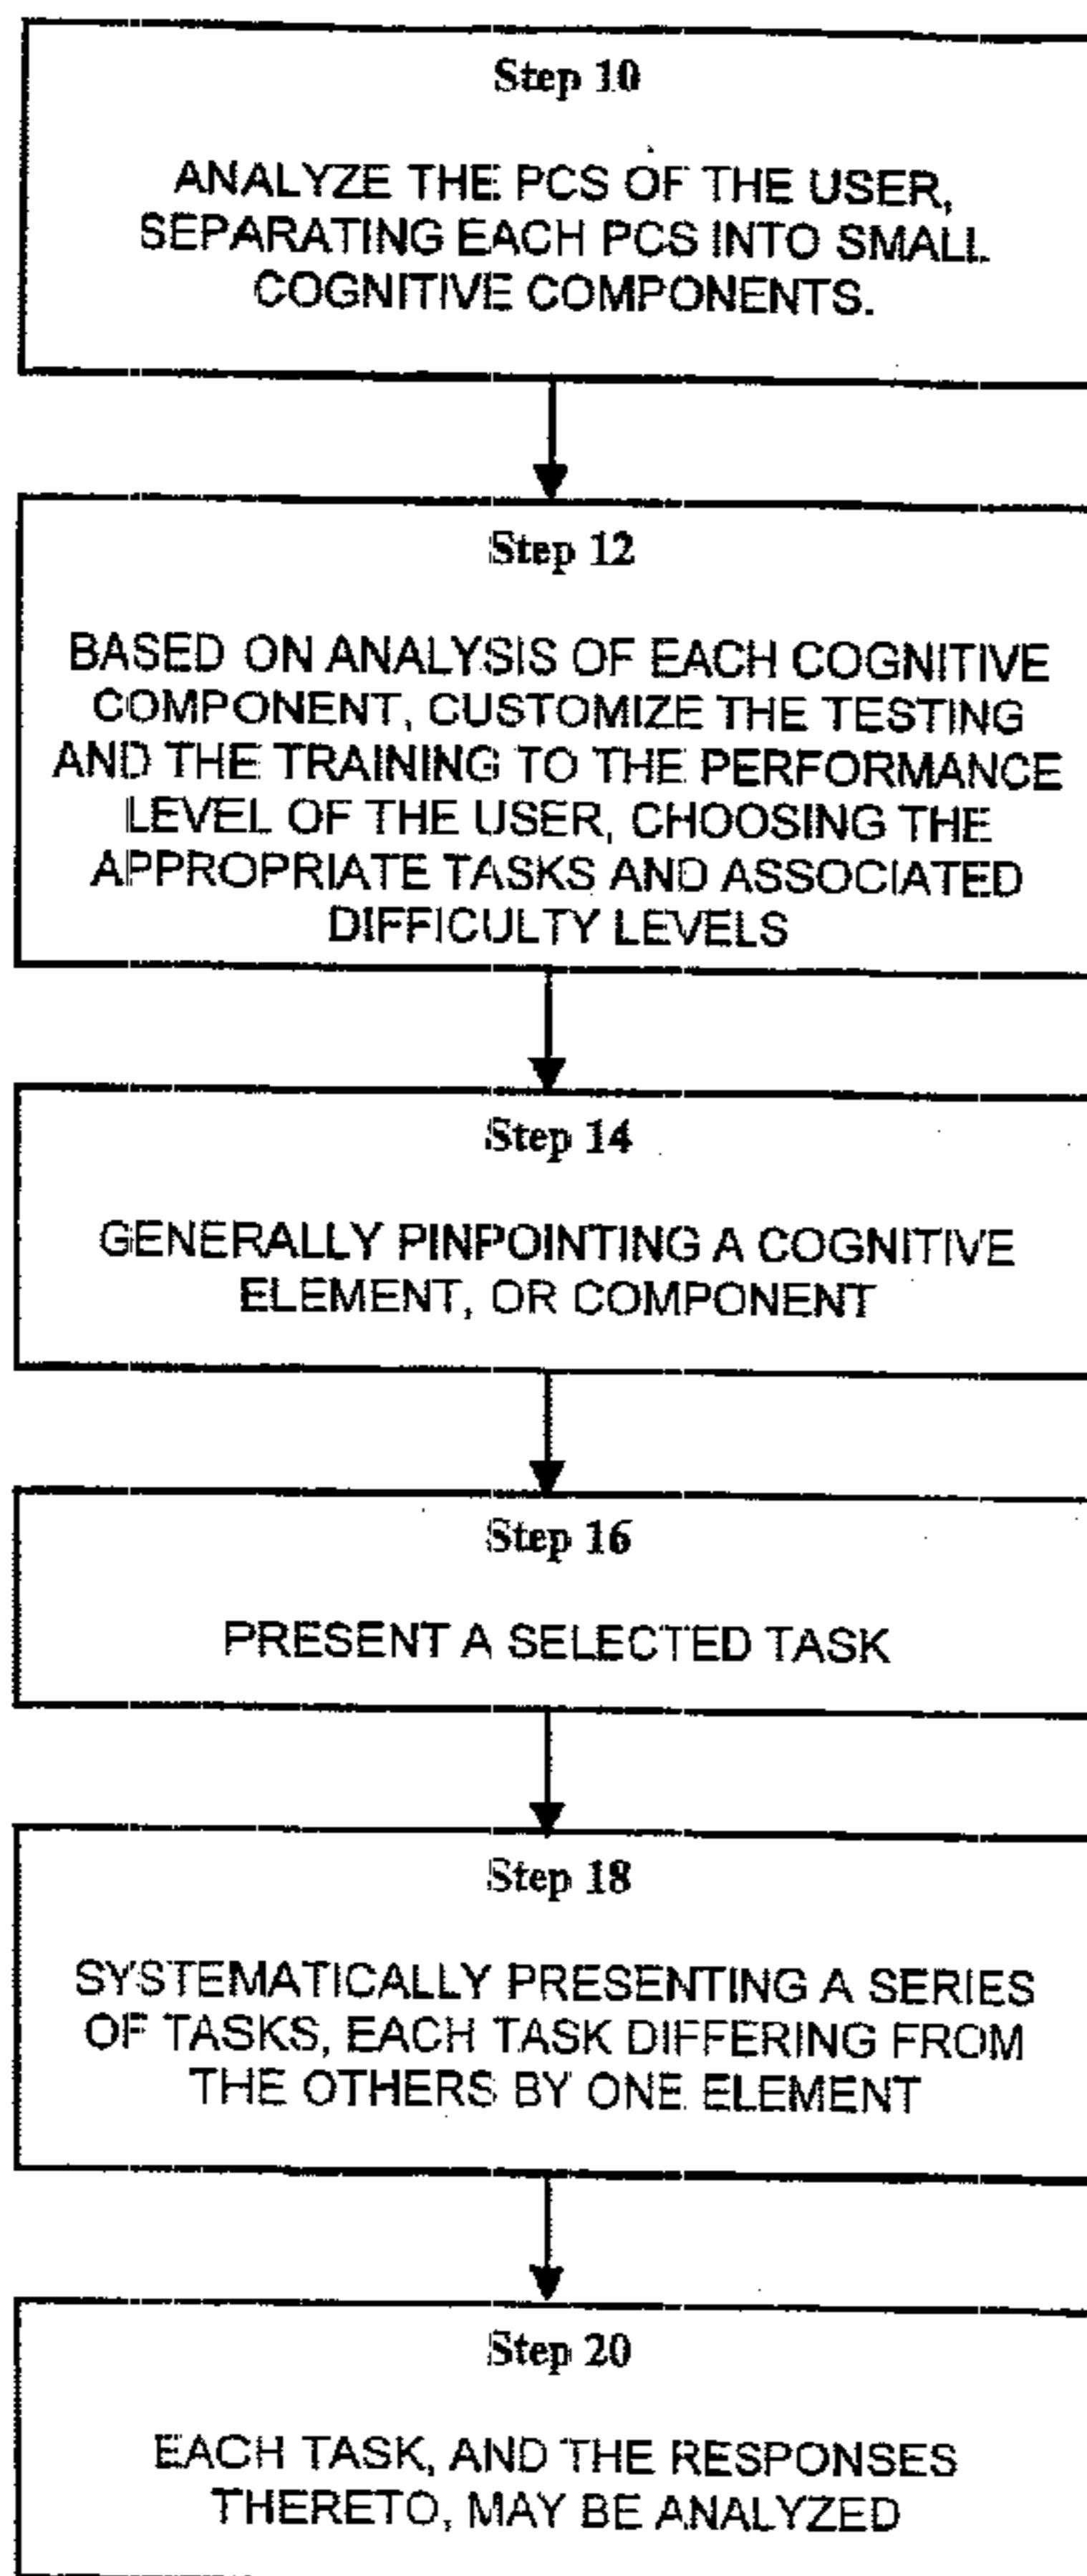 Step 10
ANALYZE THE PCS OF THE USER,
SEPARATING EACH PCS INTO SMALL
COGNITIVE COMPONENTS.
Step 12
BASED ON ANALYSIS OF EACH COGNITIVE
COMPONENT, CUSTOMIZE THE TESTING
AND THE TRAINING TO THE PERFORMANCE
LEVEL OF THE USER, CHOOSING THE
APPROPRIATE TASKS AND ASSOCIATED
DIFFICULTY LEVELS
Step 14
GENERALLY PINPOINTING A COGNITIVE
ELEMENT, OR COMPONENT
Step 16
PRESENT A SELECTED TASK
Step 18
SYSTEMATICALLY PRESENTING A SERIES
OF TASKS, EACH TASK DIFFERING FROM
THE OTHERS BY ONE ELEMENT
Step 20
EACH TASK, AND THE RESPONSES
THERETO, MAY BE ANALYZED